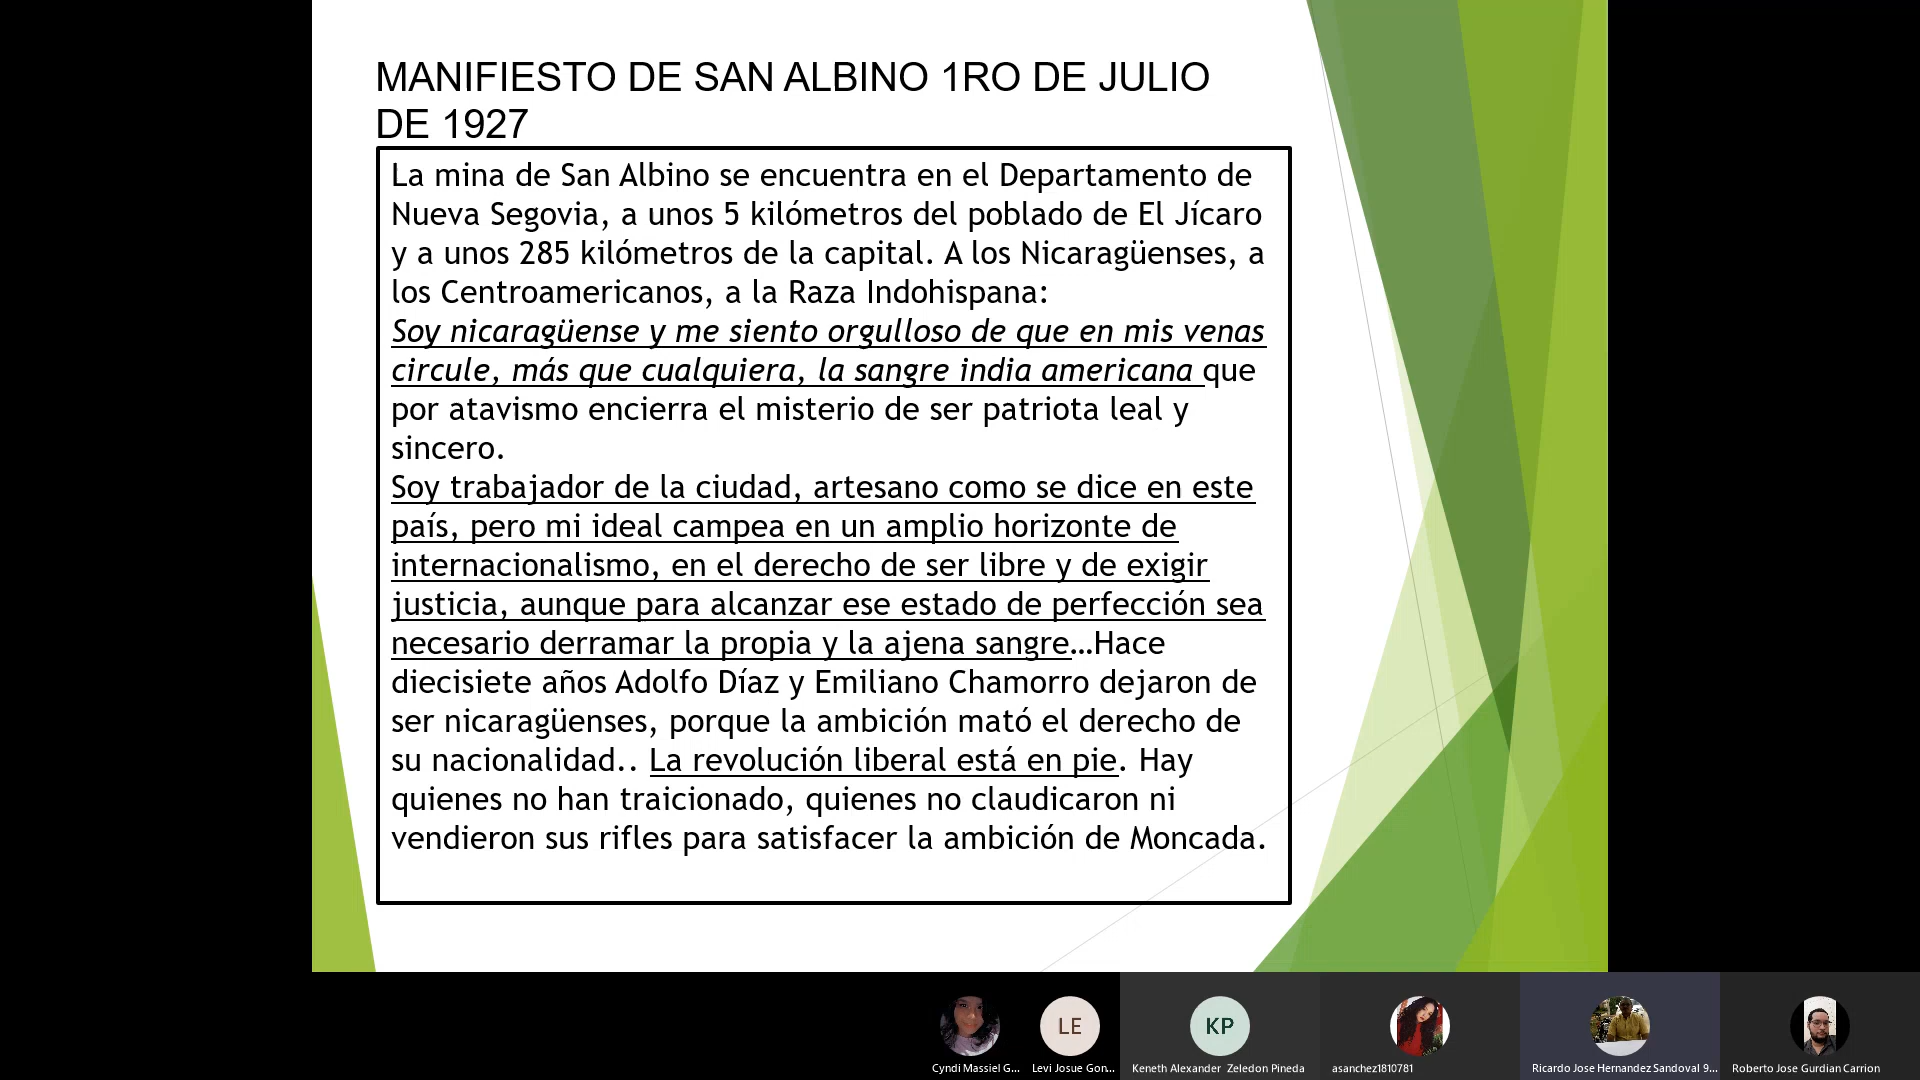 MANIFIESTO DE SAN ALBINO 1RO DE JULIO
DE 1927
La mina de San Albino se encuentra en el Departamento de
Nueva Segovia, a unos 5 kilómetros del poblado de El Jícaro
y a unos 285 kilómetros de la capital. A los Nicaragüenses, a
los Centroamericanos, a la Raza Indohispana:
Soy nicaragüense y me siento orgulloso de que en mis venas
circule, más que cualquiera, la sangre india americana que
por atavismo encierra el misterio de ser patriota leal y
sincero.
Soy trabajador de la ciudad, artesano como se dice en este
país, pero mi ideal campea en un amplio horizonte de
internacionalismo, en el derecho de ser libre y de exigir
justicia, aunque para alcanzar ese estado de perfección sea
necesario derramar la propia y la ajena sangre…Hace
diecisiete años Adolfo Díaz y Emiliano Chamorro dejaron de
ser nicaragüenses, porque la ambición mató el derecho de
su nacionalidad.. La revolución liberal está en pie. Hay
quienes no han traicionado, quienes no claudicaron ni
vendieron sus rifles para satisfacer la ambición de Moncada.
LE
KP
Cyndi Massiel G...
Levi Josue Gon...
Keneth Alexander Zeledon Pineda
asanchez1810781
Ricardo Jose Hernandez Sandoval 9...
Roberto Jose Gurdian Carrion